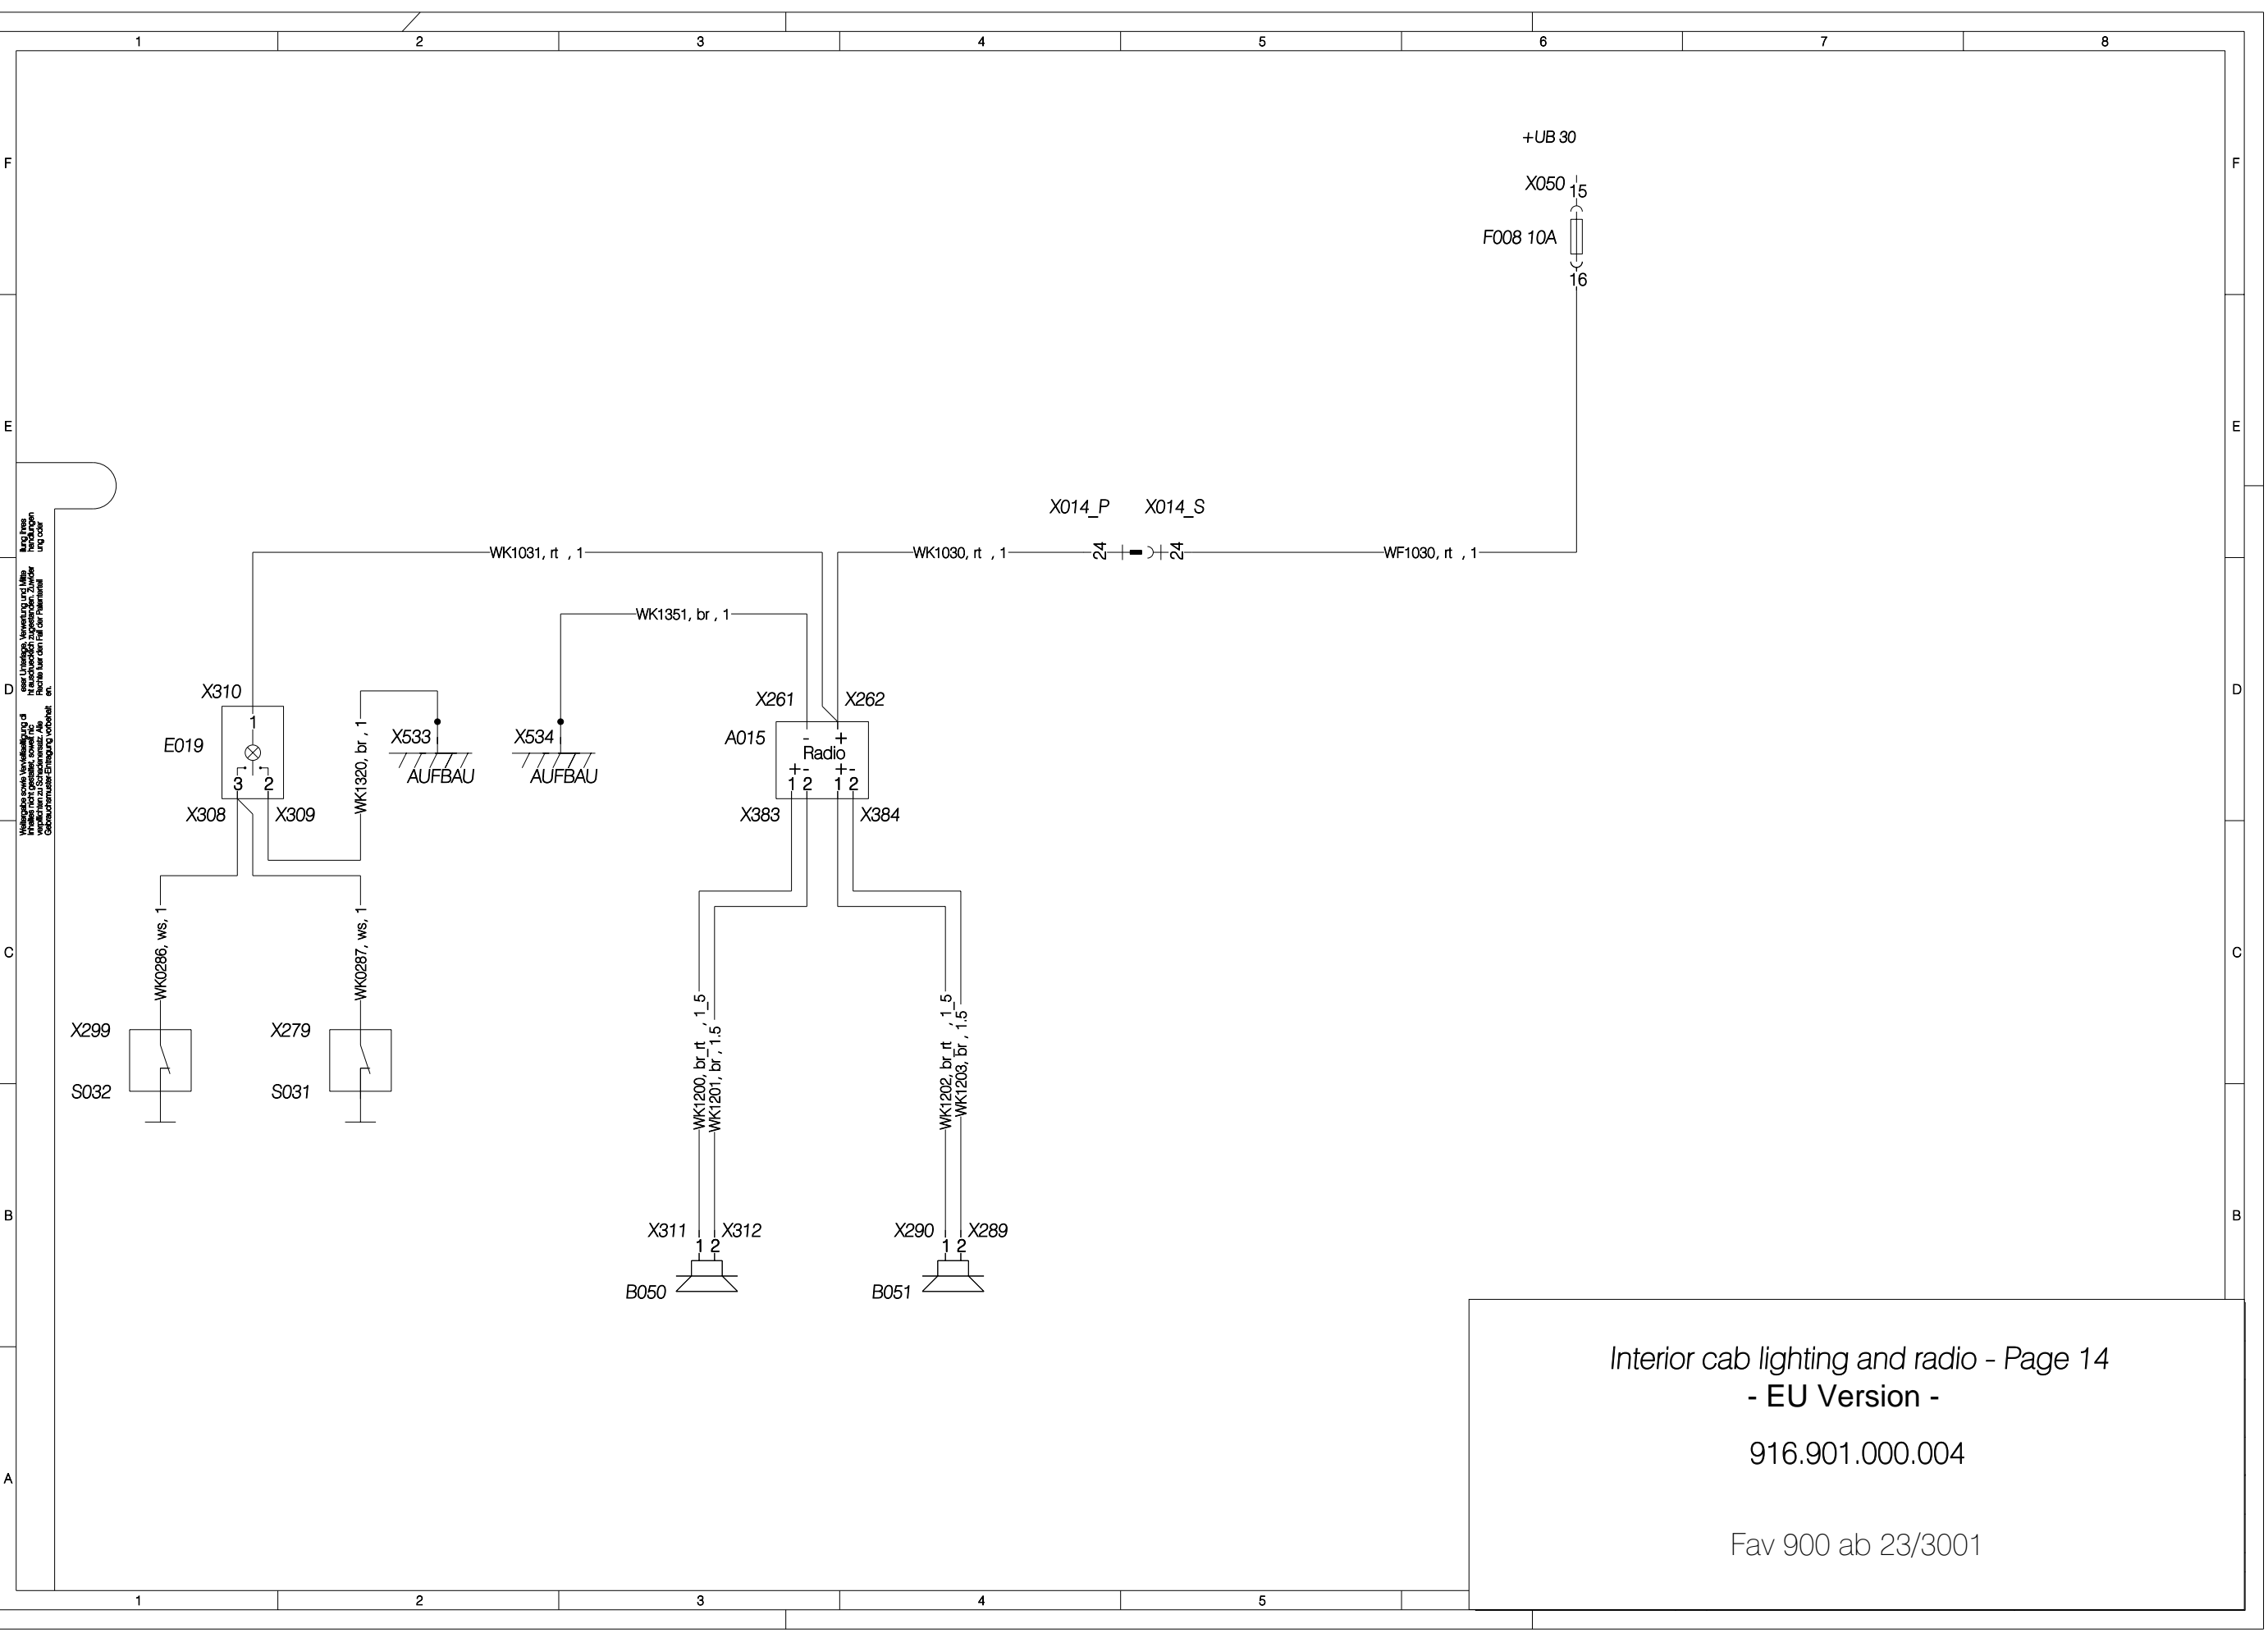 1 2 3 4 5 6 7 8
F F
+UB 30
X050 15
F008 10A
16
E E
X014_P X014_S
WK1031, rt , 1
WK1030, rt , 1
24 24
WF1030, rt , 1
WK1351, br , 1
D D
X310
X261 X262
1
E019
WK1320, br , 1
X533
AUFBAU
X534
AUFBAU
A015
- +
Radio
+- +-
1 2 1 2
3 2
X308 X309
X383 X384
WK0286, ws, 1
WK0287, ws, 1
C C
WK1200, br_rt , 1_5
WK1201, br , 1.5
WK1202, br_rt , 1_5
WK1203, br , 1.5
X299
X279
S032
S031
B B
X311 X312
1 2
B050
X290 X289
1 2
B051
Interior cab lighting and radio - Page 14
- EU Version -
916.901.000.004
A
Fav 900 ab 23/3001
1 2 3 4 5